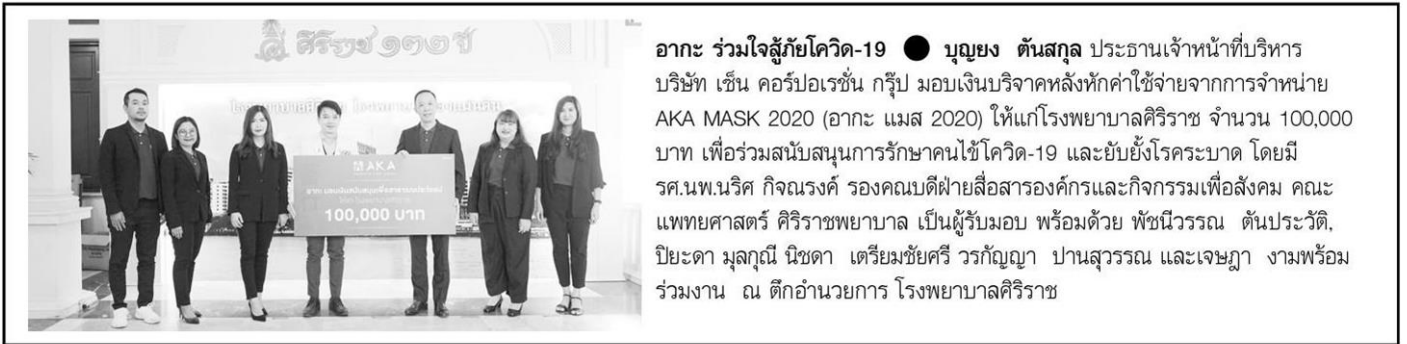 ศิริราช ๑๓๒ ปี
AKA
100,000 บาท
อากะ ร่วมใจสู้ภัยโควิด-19 ● บุญยง ตันสกุล ประธานเจ้าหน้าที่บริหาร
บริษัท เซ็น คอร์ปอเรชั่น กรุ๊ป มอบเงินบริจาคหลังหักค่าใช้จ่ายจากการจำหน่าย
AKA MASK 2020 (อากะ แมส 2020) ให้แก่โรงพยาบาลศิริราช จำนวน 100,000
บาท เพื่อร่วมสนับสนุนการรักษาคนไข้โควิด-19 และยับยั้งโรคระบาด โดยมี
รศ.นพ.นริศ กิจณรงค์ รองคณบดีฝ่ายสื่อสารองค์กรและกิจกรรมเพื่อสังคม คณะ
แพทยศาสตร์ ศิริราชพยาบาล เป็นผู้รับมอบ พร้อมด้วย พัชนีวรรณ ตันประวัติ,
ปิยะดา มุลกุณี นิชดา เตรียมชัยศรี วรกัญญา ปานสุวรรณ และเจษฎา งามพร้อม
ร่วมงาน ณ ตึกอำนวยการ โรงพยาบาลศิริราช